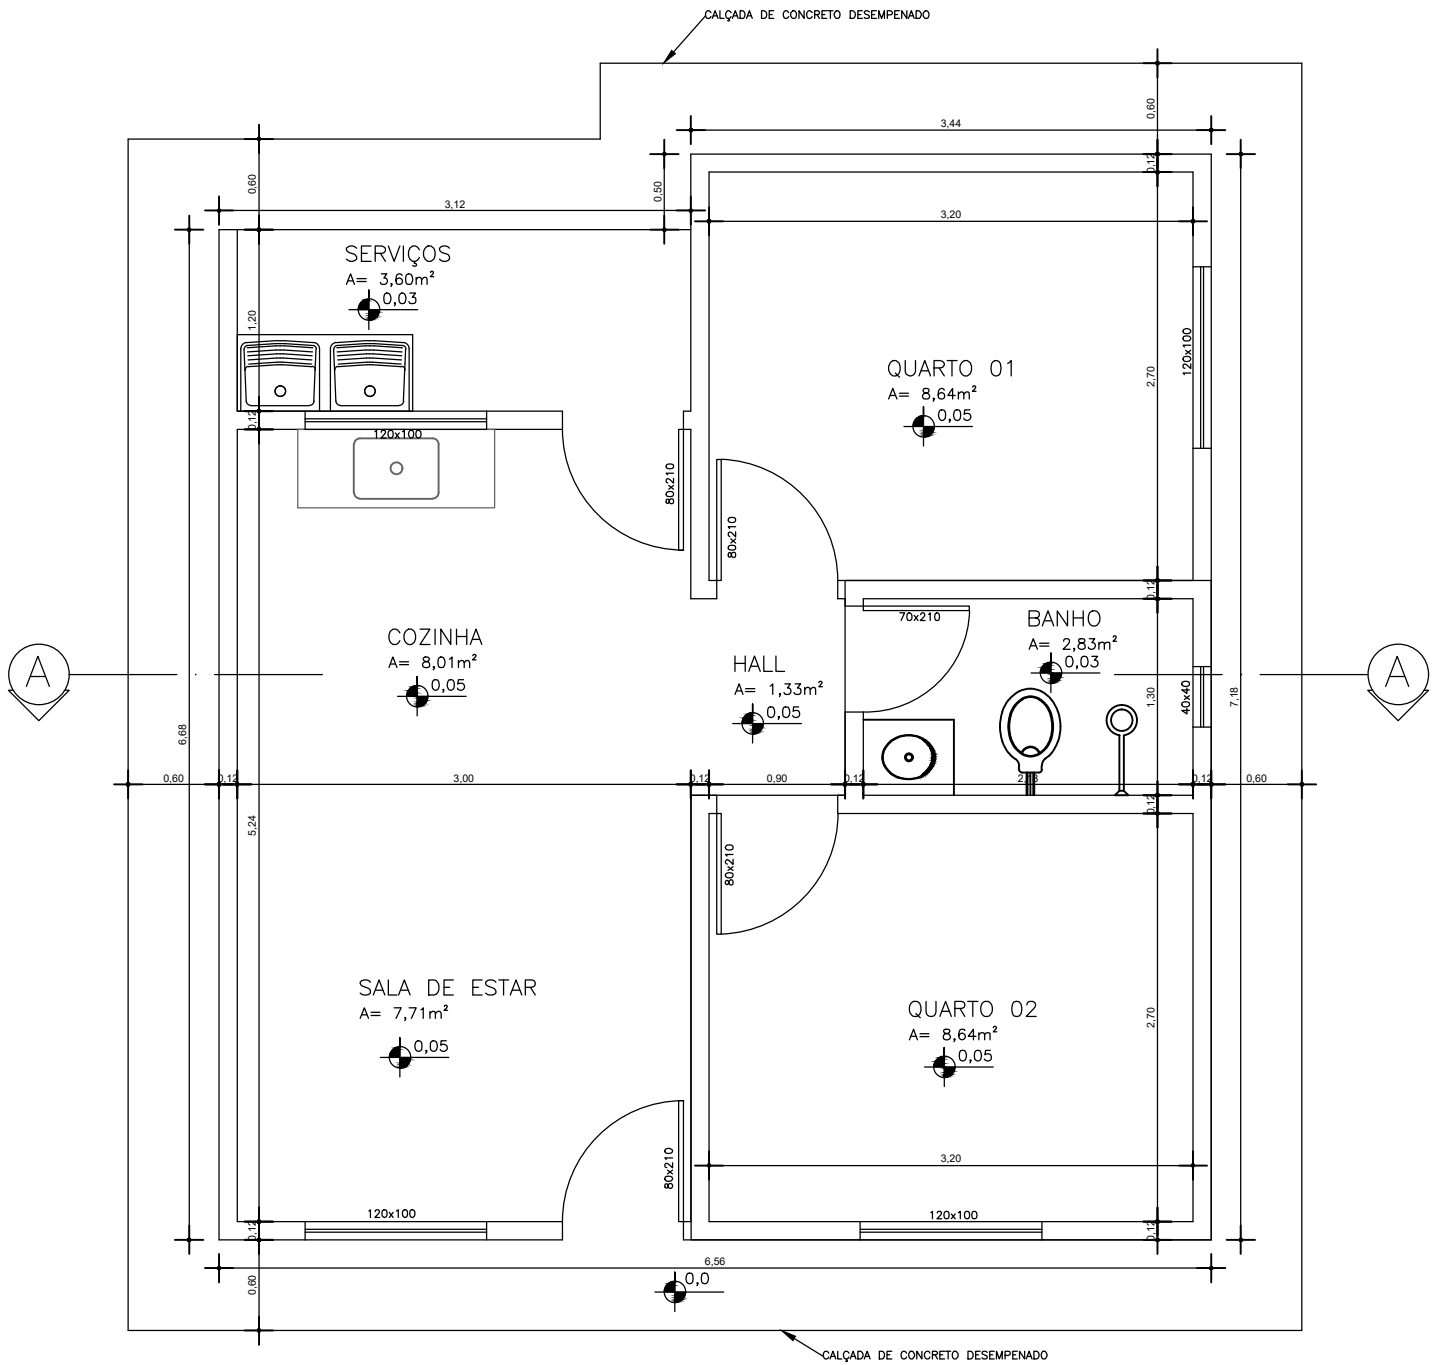 CALÇADA DE CONCRETO DESEMPENADO
0,60
3,44
0,12
0,60
0,50
3,12
3,20
SERVIÇOS
A= 3,60m²
0,03
1,20
120x100
2,70
QUARTO 01
A= 8,64m²
0,05
0,12
120x100
80x210
80x210
0,12
70x210
BANHO
A= 2,83m²
0,03
COZINHA
A= 8,01m²
0,05
HALL
A= 1,33m²
0,05
A
A
40x40
1,30
7,18
6,68
0,60
0,12
3,00
0,12
0,90
0,12
2,18
0,12
0,60
0,12
5,24
80x210
SALA DE ESTAR
A= 7,71m²
0,05
QUARTO 02
A= 8,64m²
0,05
2,70
3,20
80x210
120x100
120x100
0,12
0,12
6,56
0,60
0,0
CALÇADA DE CONCRETO DESEMPENADO